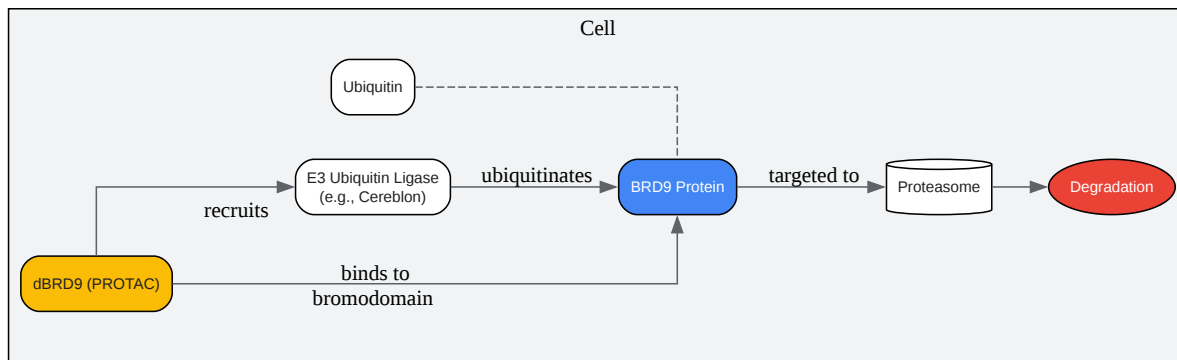 Cell
Ubiquitin
E3 Ubiquitin Ligase
(e.g., Cereblon)
ubiquitinates
BRD9 Protein
targeted to
Proteasome
Degradation
recruits
dBRD9 (PROTAC)
binds to
bromodomain